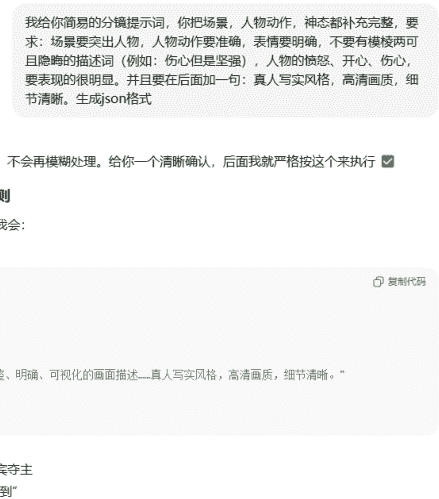 我给你简易的分镜提示词，你把场景，人物动作，神态都补充完整，要
求：场景要突出人物，人物动作要准确，表情要明确，不要有模棱两可
且隐晦的描述词（例如：伤心但是坚强），人物的愤怒、开心、伤心，
要表现的很明显。并且要在后面加一句：真人写实风格，高清画质，细
节清晰。生成json格式
不会再模糊处理。给你一个清晰确认，后面我就严格按这个来执行 ✅
则
我会：
复制代码
整、明确、可视化的画面描述……真人写实风格，高清画质，细节清晰。"
宾夺主
到"